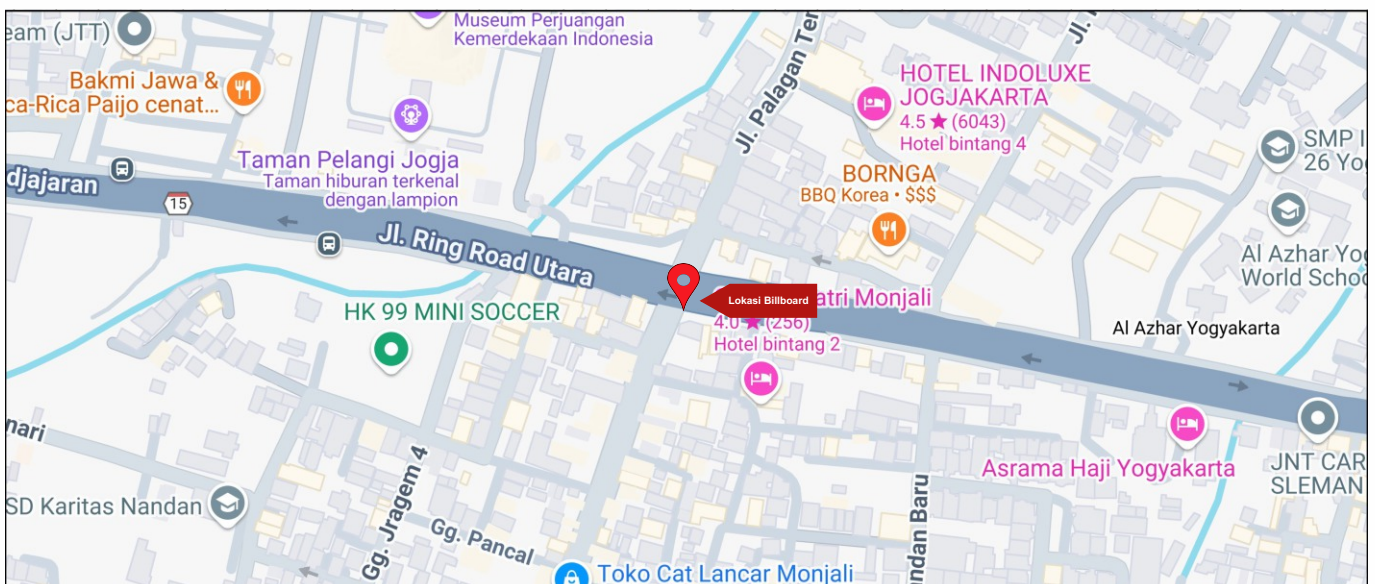 eam (JTT)
Museum Perjuangan
Kemerdekaan Indonesia
Bakmi Jawa &
ca-Rica Paijo cenat...
Jl. Palagan Ter
HOTEL INDOLUXE
JOGJAKARTA
4.5 ★ (6043)
Hotel bintang 4
SMP I
26 Yo
Taman Pelangi Jogja
Taman hiburan terkenal
dengan lampion
BORNGA
BBQ Korea • $$$
djajaran
15
Jl. Ring Road Utara
Al Azhar Yog
World Schoo
Lokasi Billboard
atri Monjali
4.0 ★ (256)
Hotel bintang 2
HK 99 MINI SOCCER
Al Azhar Yogyakarta
nari
Asrama Haji Yogyakarta
JNT CAR
SLEMAN
SD Karitas Nandan
Gg. Jragem 4
Gg. Pancal
ndan Baru
Toko Cat Lancar Monjali